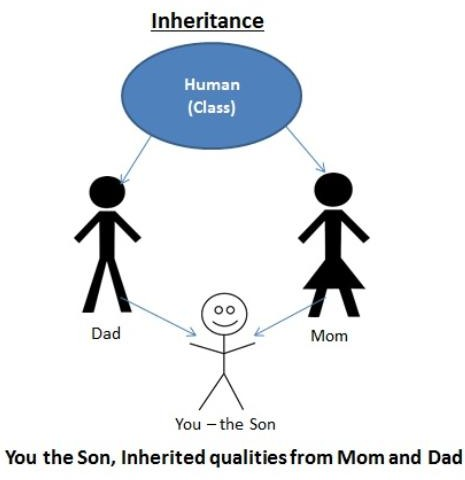 Inheritance
Human
(Class)
Dad
Mom
You – the Son
You the Son, Inherited qualities from Mom and Dad